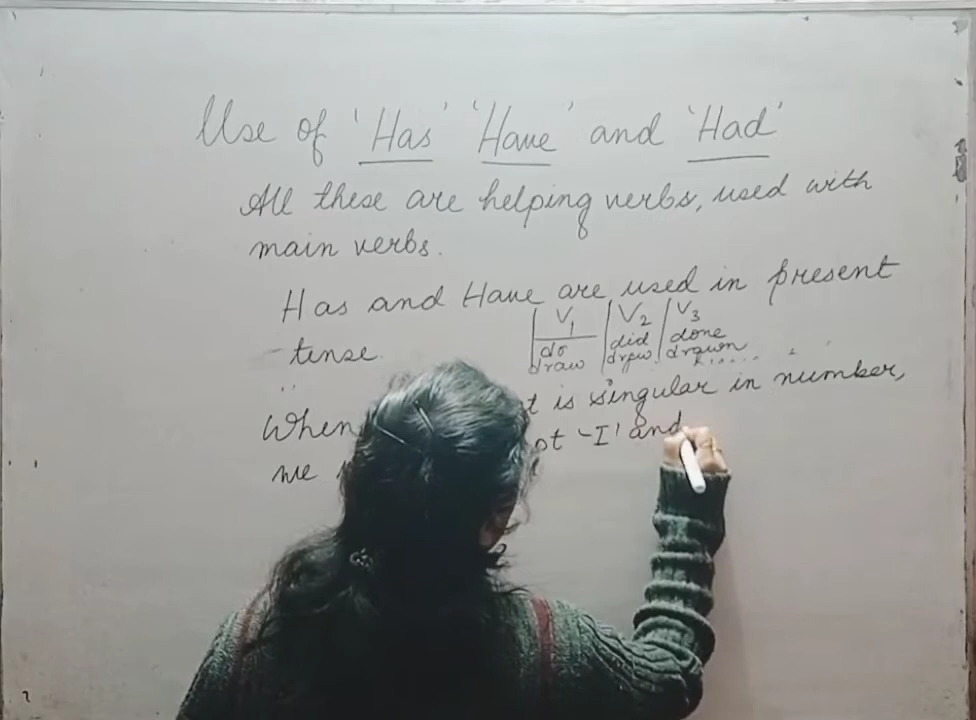 Use of 'Has' 'Have' and 'Had'
All these are helping verbs, used with
main verbs.
Has and Have are used in present
tense.
V1 V2 V3
do did done
draw drew drawn
When t is singular in number,
we ot 'I' and